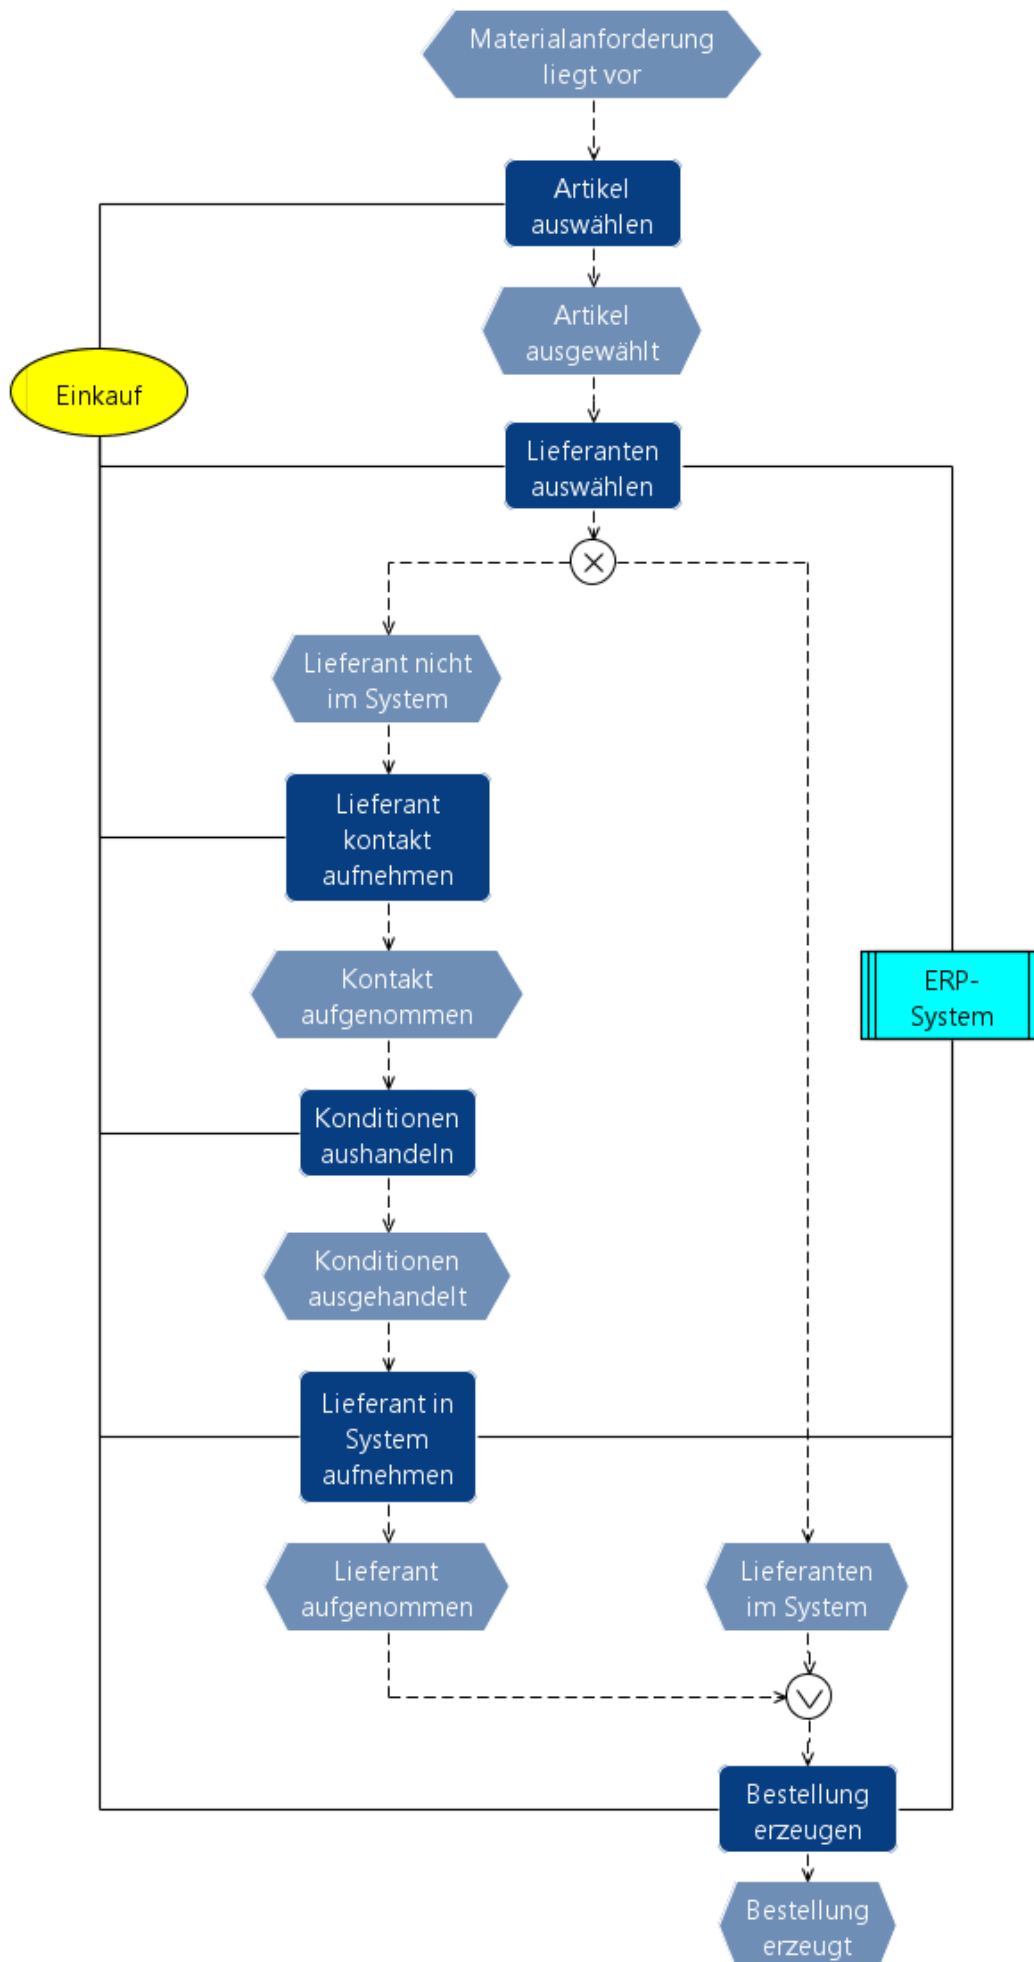 Materialanforderung
liegt vor
Artikel
auswählen
Artikel
ausgewählt
Einkauf
Lieferanten
auswählen
Lieferant nicht
im System
Lieferant
kontakt
aufnehmen
Kontakt
aufgenommen
ERP-
System
Konditionen
aushandeln
Konditionen
ausgehandelt
Lieferant in
System
aufnehmen
Lieferant
aufgenommen
Lieferanten
im System
Bestellung
erzeugen
Bestellung
erzeugt